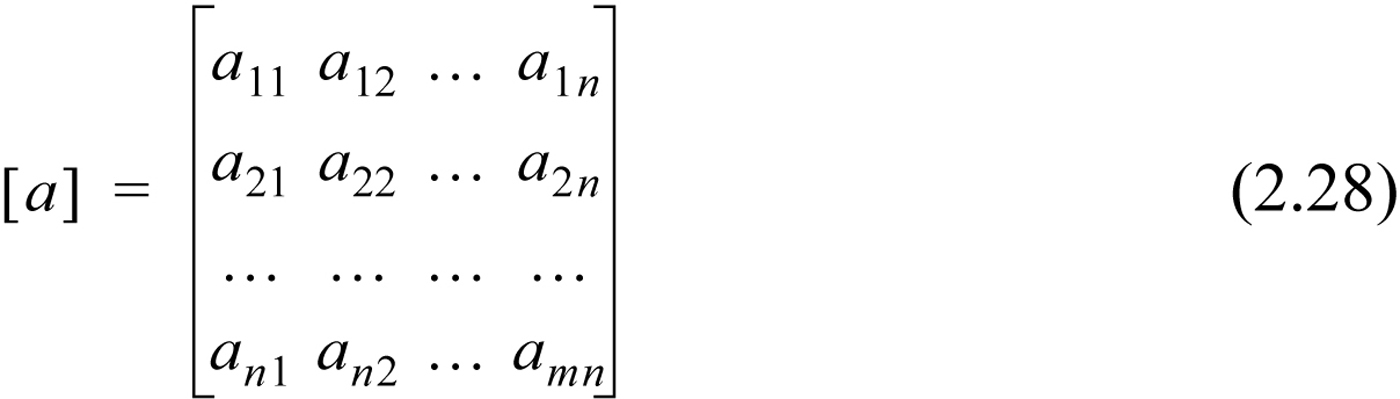 a₁₁ a₁₂ … a₁ₙ
a₂₁ a₂₂ … a₂ₙ
[a] = (2.28)
… … … …
aₙ₁ aₙ₂ … aₘₙ